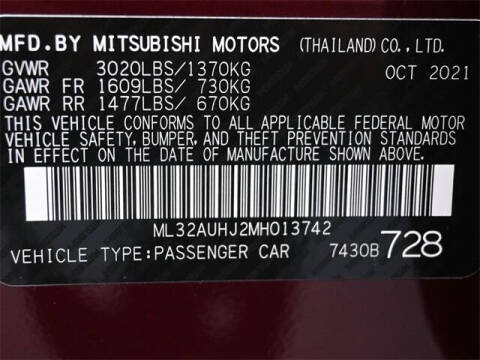 MFD.BY MITSUBISHI MOTORS (THAILAND)CO.,LTD.
GVWR 3020LBS/1370KG OCT 2021
GAWR FR 1609LBS/ 730KG
GAWR RR 1477LBS/ 670KG
THIS VEHICLE CONFORMS TO ALL APPLICABLE FEDERAL MOTOR
VEHICLE SAFETY, BUMPER, AND THEFT PREVENTION STANDARDS
IN EFFECT ON THE DATE OF MANUFACTURE SHOWN ABOVE.
ML32AUHJ2MH013742
VEHICLE TYPE:PASSENGER CAR 7430B 728